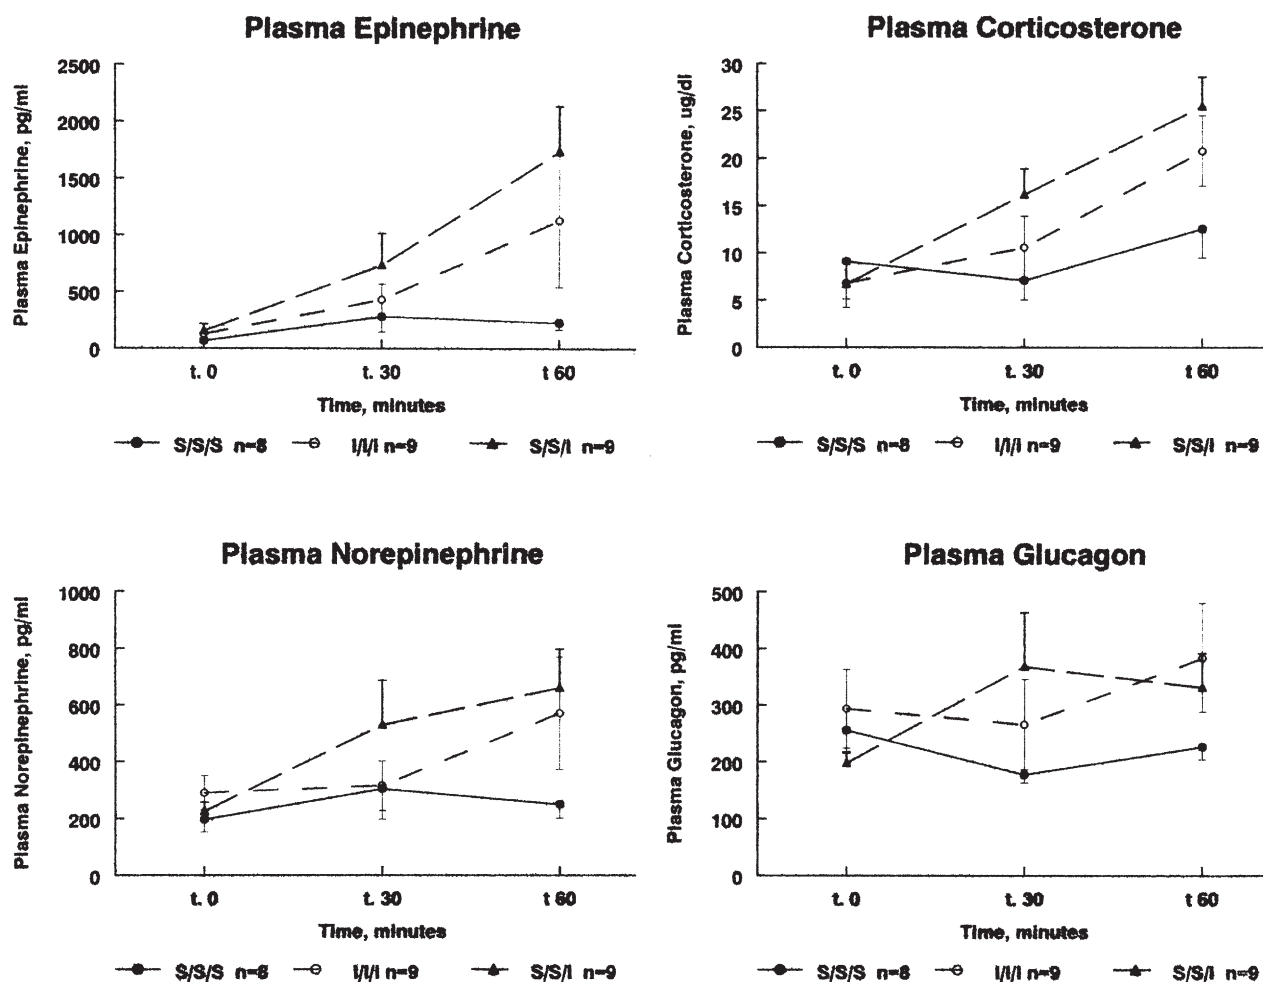 Plasma Epinephrine
Plasma Epinephrine, pg/ml
2500
2000
1500
1000
500
0
t. 0
t. 30
t 60
Time, minutes
S/S/S n=8
I/I/I n=9
S/S/I n=9
Plasma Corticosterone
Plasma Corticosterone, ug/dl
30
25
20
15
10
5
0
t. 0
t. 30
t 60
Time, minutes
S/S/S n=8
I/I/I n=9
S/S/I n=9
Plasma Norepinephrine
Plasma Norepinephrine, pg/ml
1000
800
600
400
200
0
t. 0
t. 30
t 60
Time, minutes
S/S/S n=8
I/I/I n=9
S/S/I n=9
Plasma Glucagon
Plasma Glucagon, pg/ml
500
400
300
200
100
0
t. 0
t. 30
t 60
Time, minutes
S/S/S n=8
I/I/I n=9
S/S/I n=9